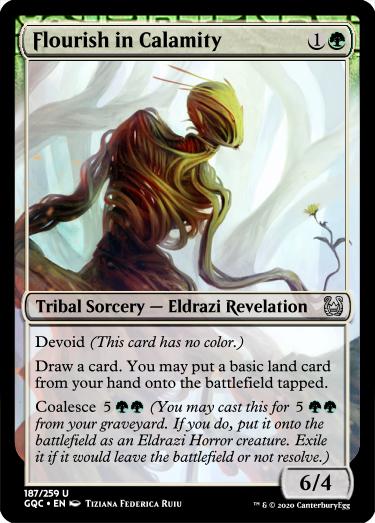 Flourish in Calamity 1
Tribal Sorcery — Eldrazi Revelation
Devoid (This card has no color.)
Draw a card. You may put a basic land card
from your hand onto the battlefield tapped.
Coalesce 5 (You may cast this for 5
from your graveyard. If you do, put it onto the
battlefield as an Eldrazi Horror creature. Exile
it if it would leave the battlefield or not resolve.)
6/4
187/259 U
GQC • EN Tiziana Federica Ruiu
™ & © 2020 CanterburyEgg